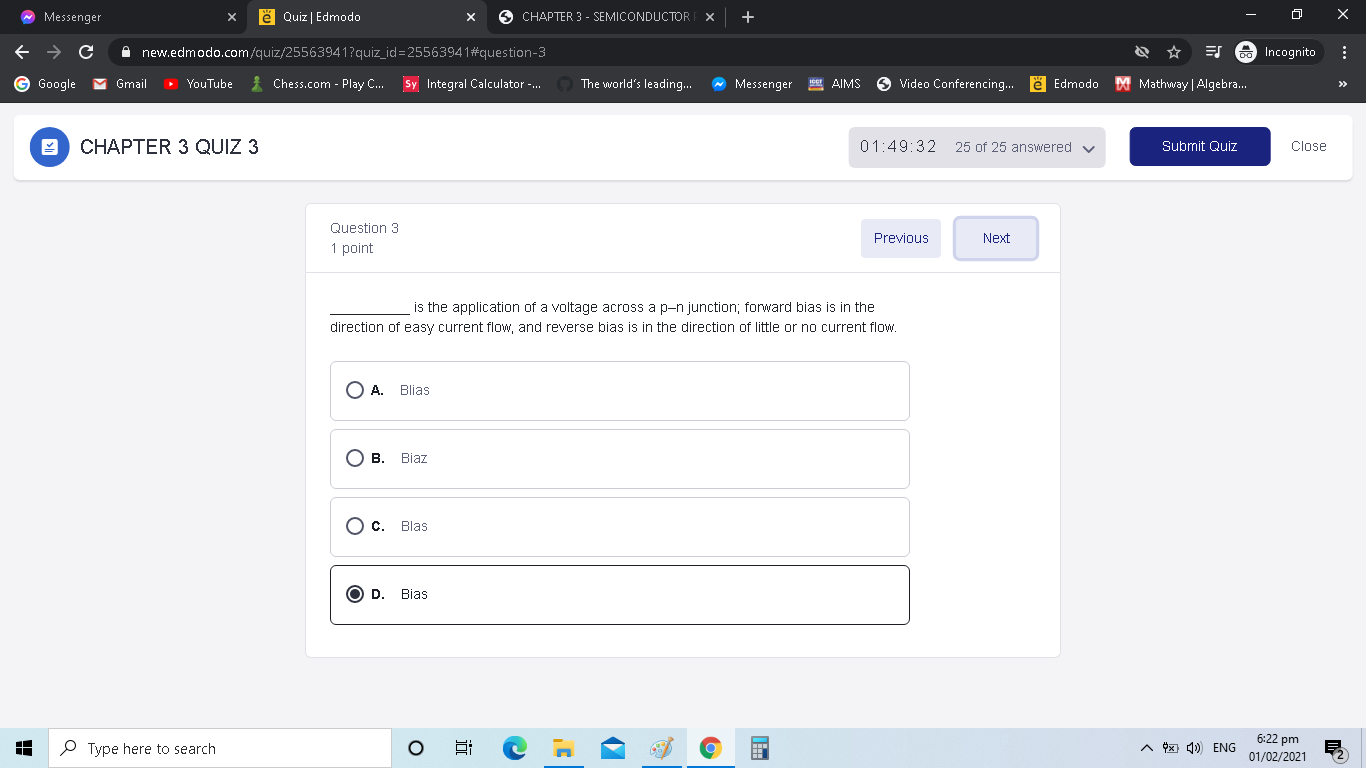 Messenger
Quiz | Edmodo
CHAPTER 3 - SEMICONDUCTOR
new.edmodo.com/quiz/25563941?quiz_id=25563941#question-3
Incognito
Google
Gmail
YouTube
Chess.com - Play C...
Sy
Integral Calculator -...
The world's leading...
Messenger
AIMS
Video Conferencing...
Edmodo
Mathway | Algebra...
»
CHAPTER 3 QUIZ 3
01:49:32 25 of 25 answered
Submit Quiz
Close
Question 3
1 point
Previous
Next
__________ is the application of a voltage across a p–n junction; forward bias is in the
direction of easy current flow, and reverse bias is in the direction of little or no current flow.
A. Blias
B. Biaz
C. Blas
D. Bias
Type here to search
ENG
6:22 pm
01/02/2021
2